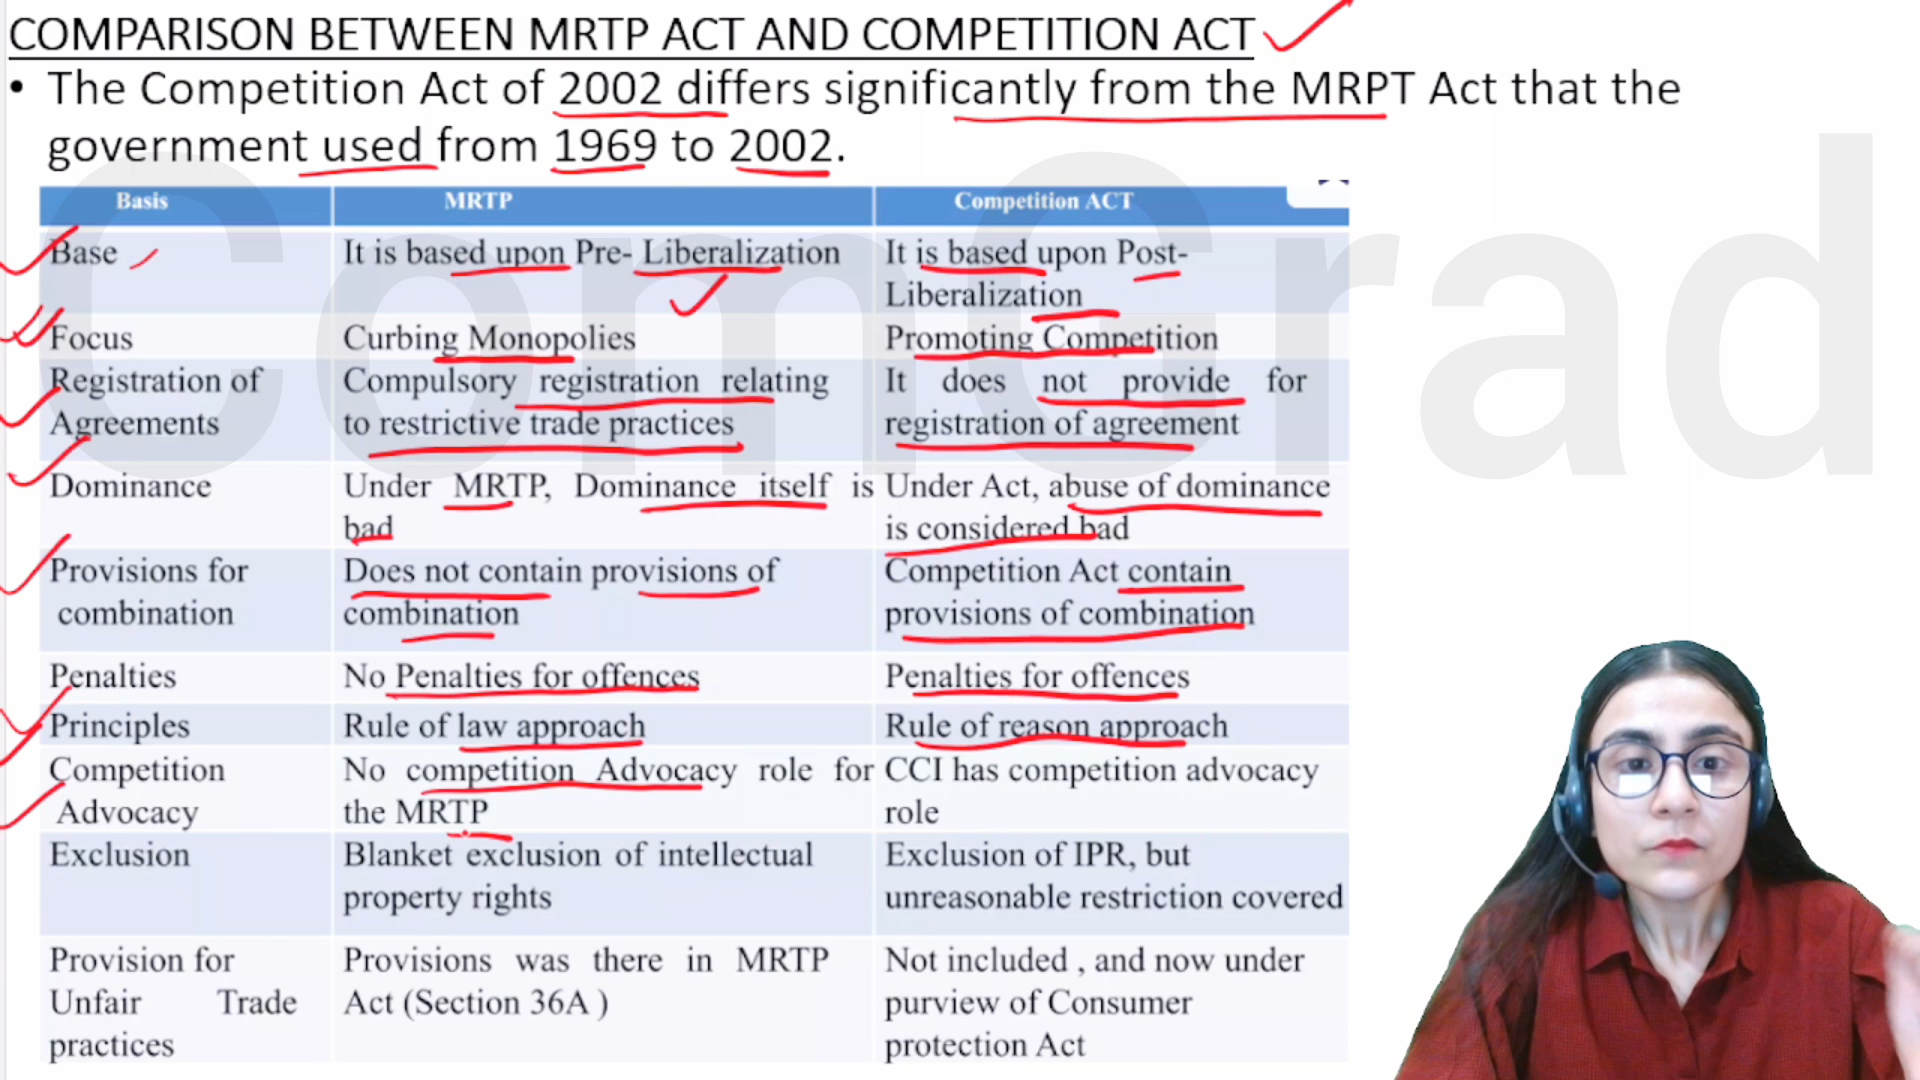 COMPARISON BETWEEN MRTP ACT AND COMPETITION ACT
• The Competition Act of 2002 differs significantly from the MRPT Act that the
government used from 1969 to 2002.
Basis MRTP Competition ACT
Base It is based upon Pre- Liberalization It is based upon Post-
Liberalization
Focus Curbing Monopolies Promoting Competition
Registration of Compulsory registration relating It does not provide for
Agreements to restrictive trade practices registration of agreement
Dominance Under MRTP, Dominance itself is Under Act, abuse of dominance
bad is considered bad
Provisions for Does not contain provisions of Competition Act contain
combination combination provisions of combination
Penalties No Penalties for offences Penalties for offences
Principles Rule of law approach Rule of reason approach
Competition No competition Advocacy role for CCI has competition advocacy
Advocacy the MRTP role
Exclusion Blanket exclusion of intellectual Exclusion of IPR, but
property rights unreasonable restriction covered
Provision for Provisions was there in MRTP Not included , and now under
Unfair Trade Act (Section 36A ) purview of Consumer
practices protection Act
ComGrad